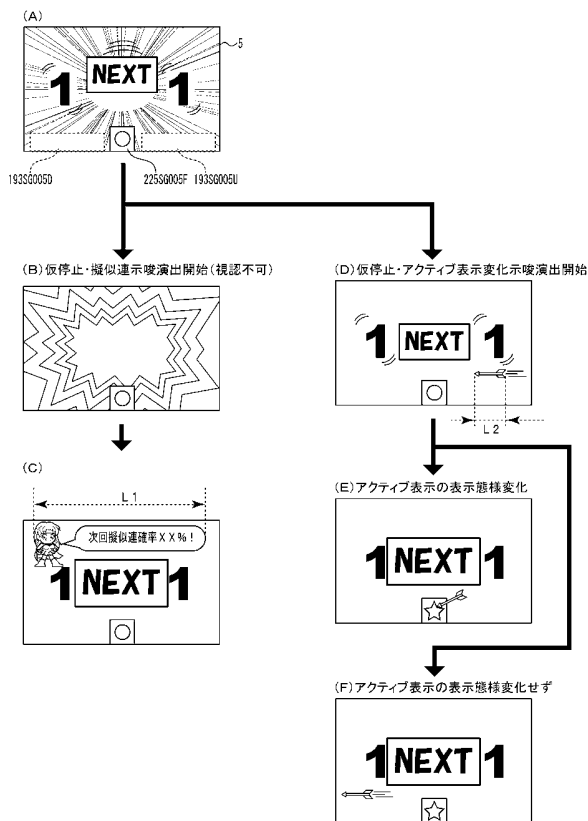 (A)
5
1 NEXT 1
193SG005D 225SG005F 193SG005U
(B)仮停止・擬似連示唆演出開始(視認不可)
(D)仮停止・アクティブ表示変化示唆演出開始
1 NEXT 1
L2
(C)
L1
次回擬似連確率XX%!
1 NEXT 1
(E)アクティブ表示の表示態様変化
1 NEXT 1
(F)アクティブ表示の表示態様変化せず
1 NEXT 1